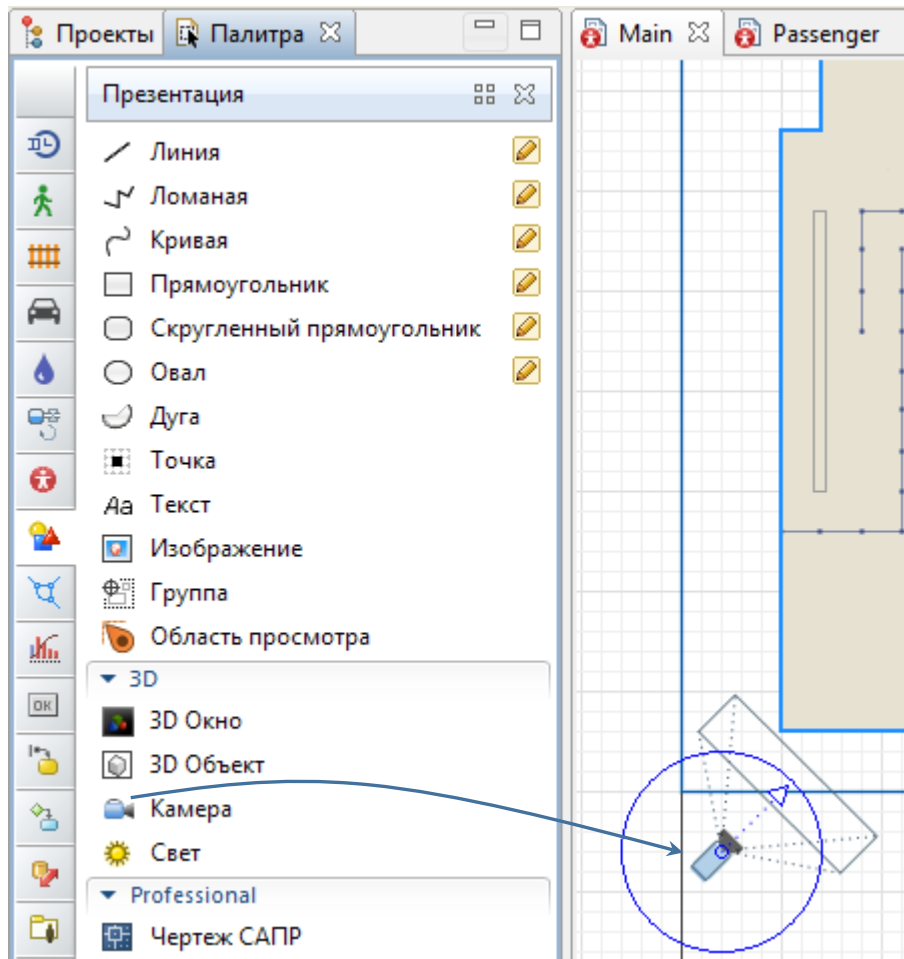 Проекты Палитра Main Passenger
Презентация
Линия
Ломаная
Кривая
Прямоугольник
Скругленный прямоугольник
Овал
Дуга
Точка
Aa Текст
Изображение
Группа
Область просмотра
3D
OK
3D Окно
3D Объект
Камера
Свет
Professional
Чертеж САПР